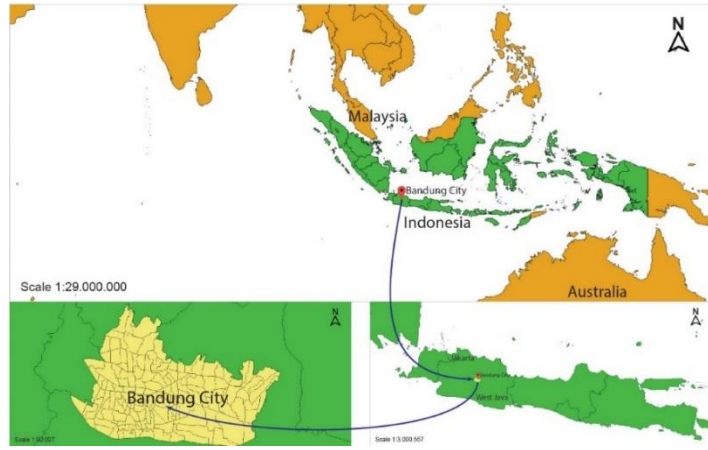 N
Malaysia
Bandung City
Indonesia
Scale 1:29.000.000
Australia
N
Bandung City
N
Jakarta
Bandung City
West Java
Scale 1:3.000.557